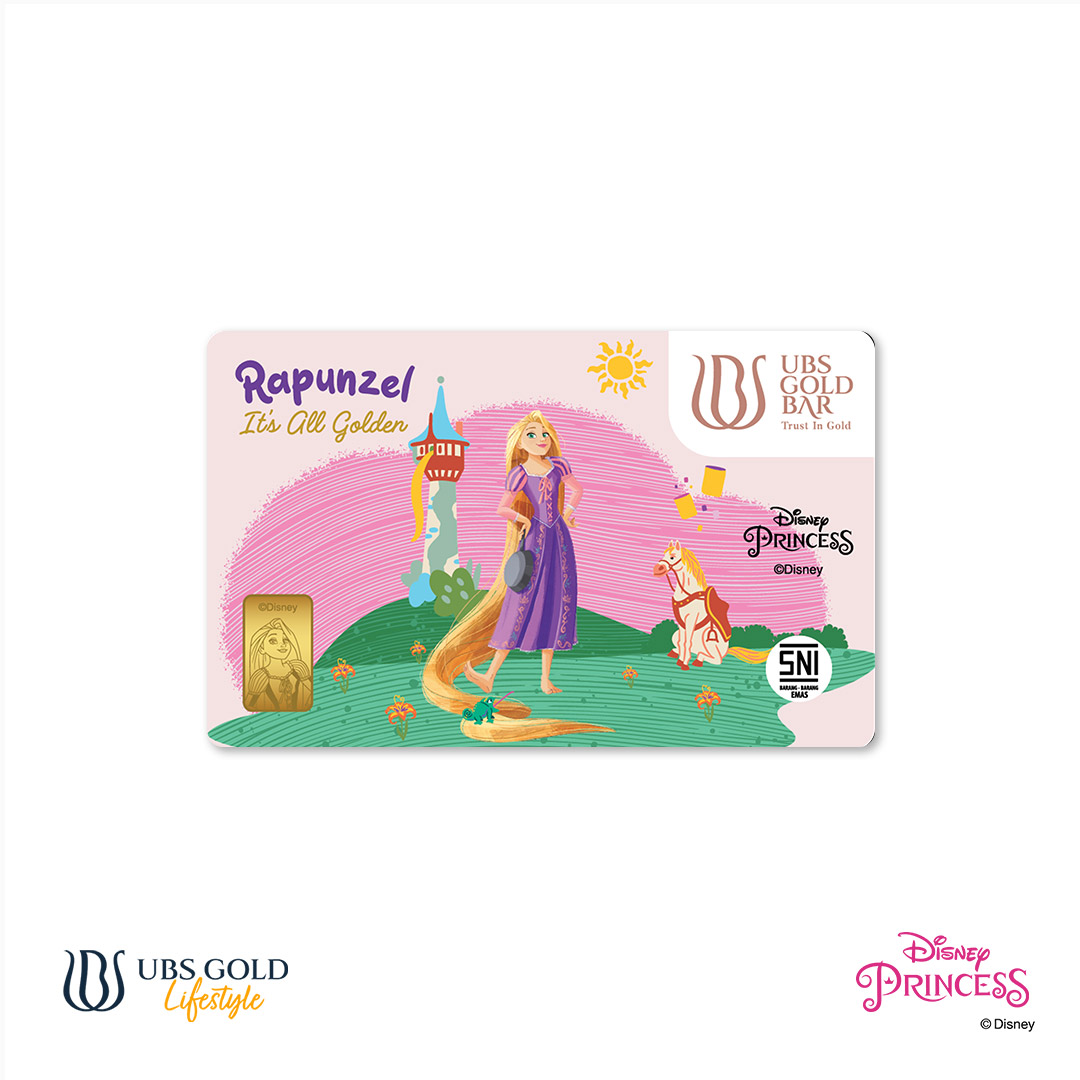 Rapunzel
It's All Golden
UBS
GOLD
BAR
Trust In Gold
Disney
PRINCESS
©Disney
©Disney
SNI
BARANG - BARANG
EMAS
UBS GOLD
Lifestyle
Disney
PRINCESS
© Disney